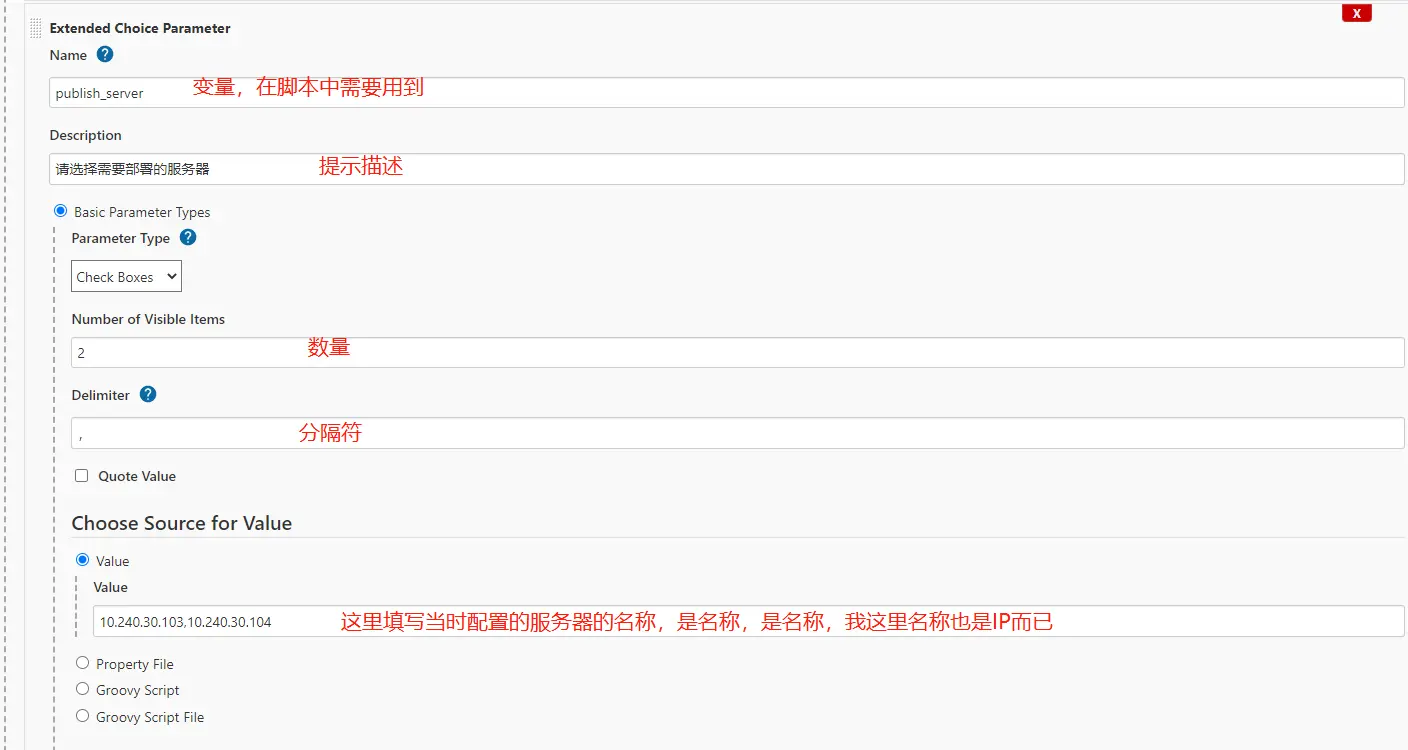 Extended Choice Parameter
X
Name ?
publish_server 变量，在脚本中需要用到
Description
请选择需要部署的服务器 提示描述
Basic Parameter Types
Parameter Type ?
Check Boxes
Number of Visible Items
2 数量
Delimiter ?
, 分隔符
Quote Value
Choose Source for Value
Value
Value
10.240.30.103,10.240.30.104 这里填写当时配置的服务器的名称，是名称，是名称，我这里名称也是IP而已
Property File
Groovy Script
Groovy Script File